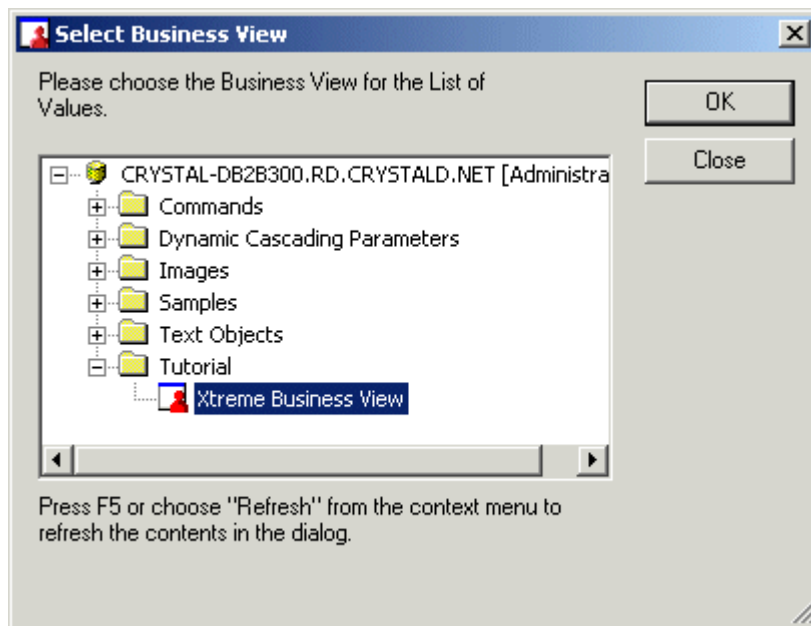 Select Business View
Please choose the Business View for the List of
Values.
OK
Close
CRYSTAL-DB2B300.RD.CRYSTALD.NET [Administra
Commands
Dynamic Cascading Parameters
Images
Samples
Text Objects
Tutorial
Xtreme Business View
Press F5 or choose "Refresh" from the context menu to
refresh the contents in the dialog.